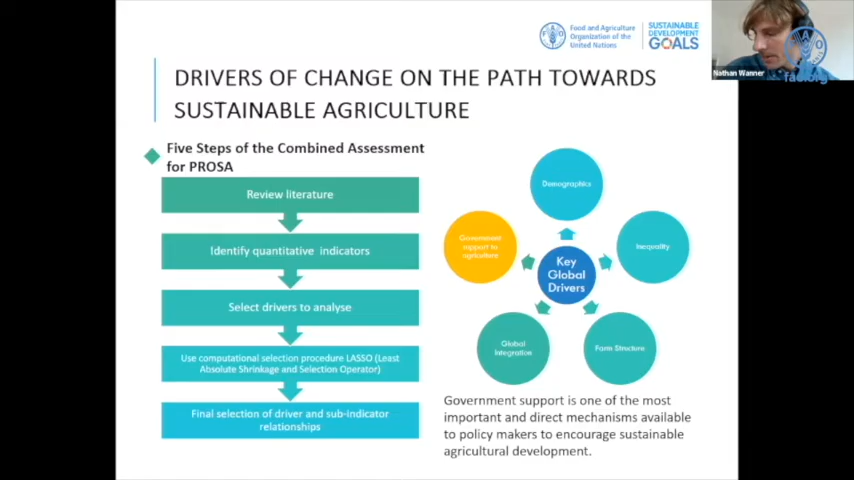 Food and Agriculture
Organization of the
United Nations
SUSTAINABLE
DEVELOPMENT
GOALS
Nathan Wanner
fao.org
DRIVERS OF CHANGE ON THE PATH TOWARDS
SUSTAINABLE AGRICULTURE
Five Steps of the Combined Assessment
for PROSA
Review literature
Identify quantitative indicators
Select drivers to analyse
Use computational selection procedure LASSO (Least
Absolute Shrinkage and Selection Operator)
Final selection of driver and sub-indicator
relationships
Demographics
Government
support to
agriculture
Inequality
Key
Global
Drivers
Global
Integration
Farm Structure
Government support is one of the most
important and direct mechanisms available
to policy makers to encourage sustainable
agricultural development.